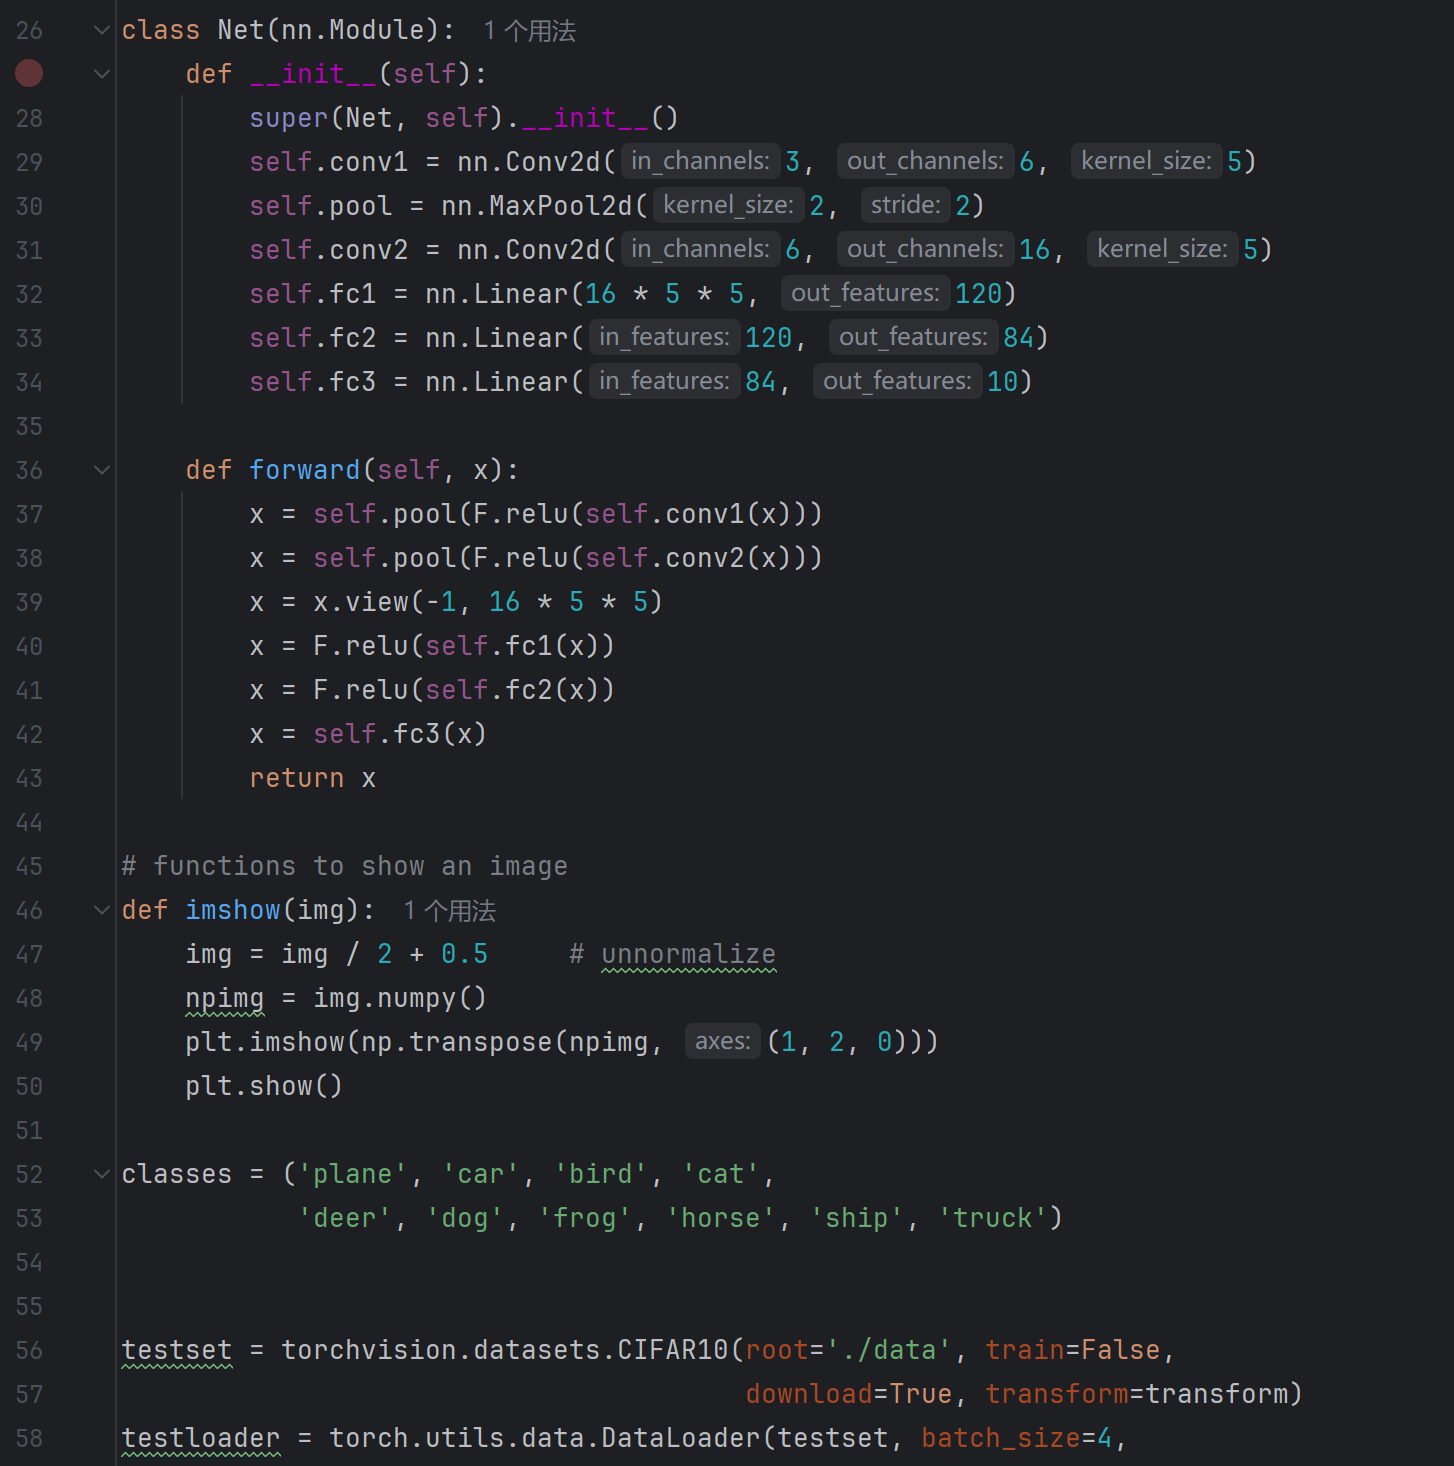 26 class Net(nn.Module): 1 个用法
def __init__(self):
28 super(Net, self).__init__()
29 self.conv1 = nn.Conv2d( in_channels: 3, out_channels: 6, kernel_size: 5)
30 self.pool = nn.MaxPool2d( kernel_size: 2, stride: 2)
31 self.conv2 = nn.Conv2d( in_channels: 6, out_channels: 16, kernel_size: 5)
32 self.fc1 = nn.Linear(16 * 5 * 5, out_features: 120)
33 self.fc2 = nn.Linear( in_features: 120, out_features: 84)
34 self.fc3 = nn.Linear( in_features: 84, out_features: 10)
35
36 def forward(self, x):
37 x = self.pool(F.relu(self.conv1(x)))
38 x = self.pool(F.relu(self.conv2(x)))
39 x = x.view(-1, 16 * 5 * 5)
40 x = F.relu(self.fc1(x))
41 x = F.relu(self.fc2(x))
42 x = self.fc3(x)
43 return x
44
45 # functions to show an image
46 def imshow(img): 1 个用法
47 img = img / 2 + 0.5     # unnormalize
48 npimg = img.numpy()
49 plt.imshow(np.transpose(npimg, axes: (1, 2, 0)))
50 plt.show()
51
52 classes = ('plane', 'car', 'bird', 'cat',
53 'deer', 'dog', 'frog', 'horse', 'ship', 'truck')
54
55
56 testset = torchvision.datasets.CIFAR10(root='./data', train=False,
57 download=True, transform=transform)
58 testloader = torch.utils.data.DataLoader(testset, batch_size=4,